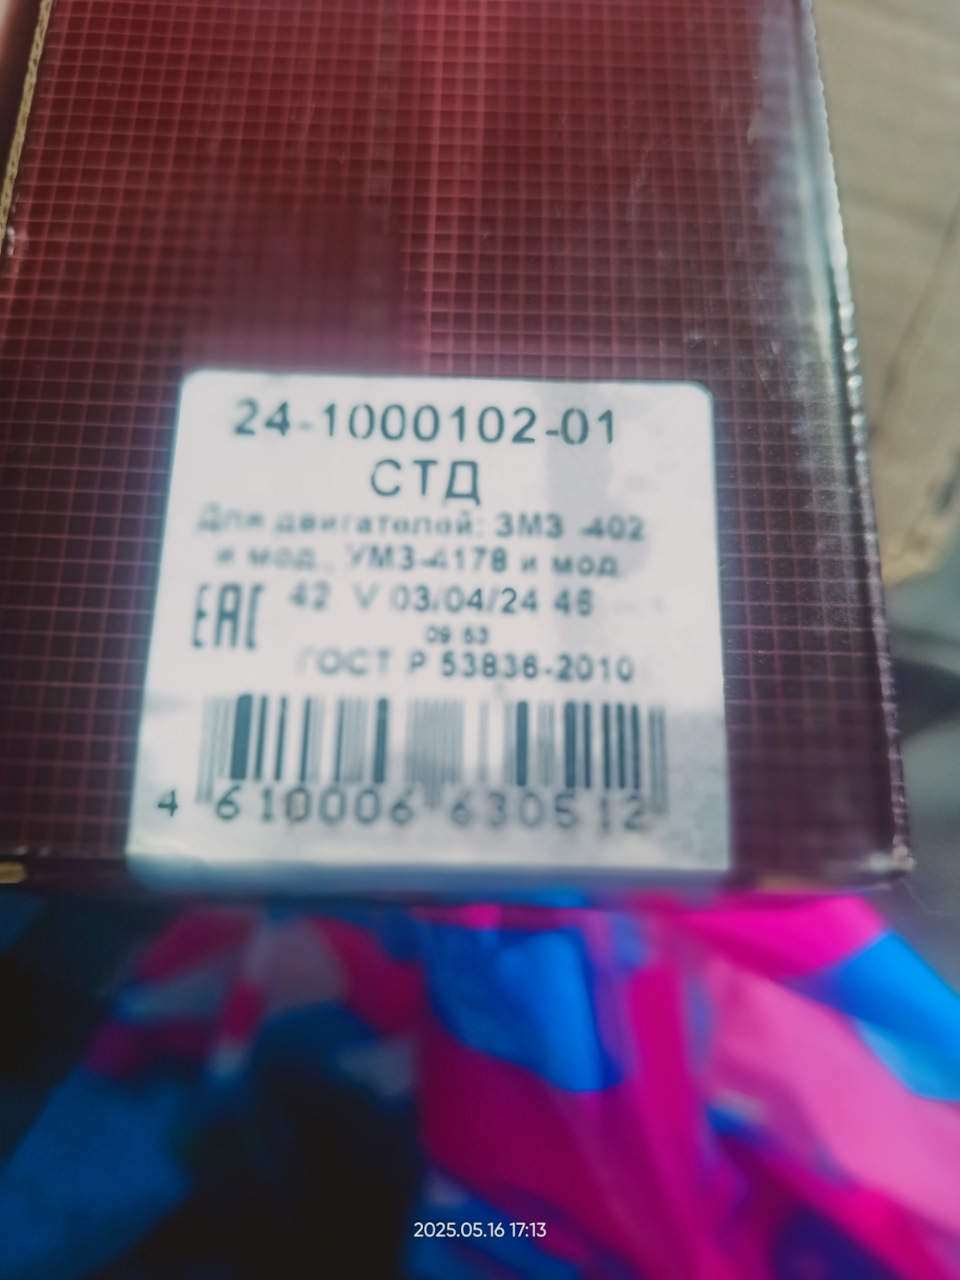 24-1000102-01
СТД
Для двигателей: ЗМЗ -402
и мод., УМЗ-4178 и мод
ЕАС 42 V 03/04/24 46
09 53
ГОСТ Р 53836-2010
4 610006 630512
2025.05.16 17:13